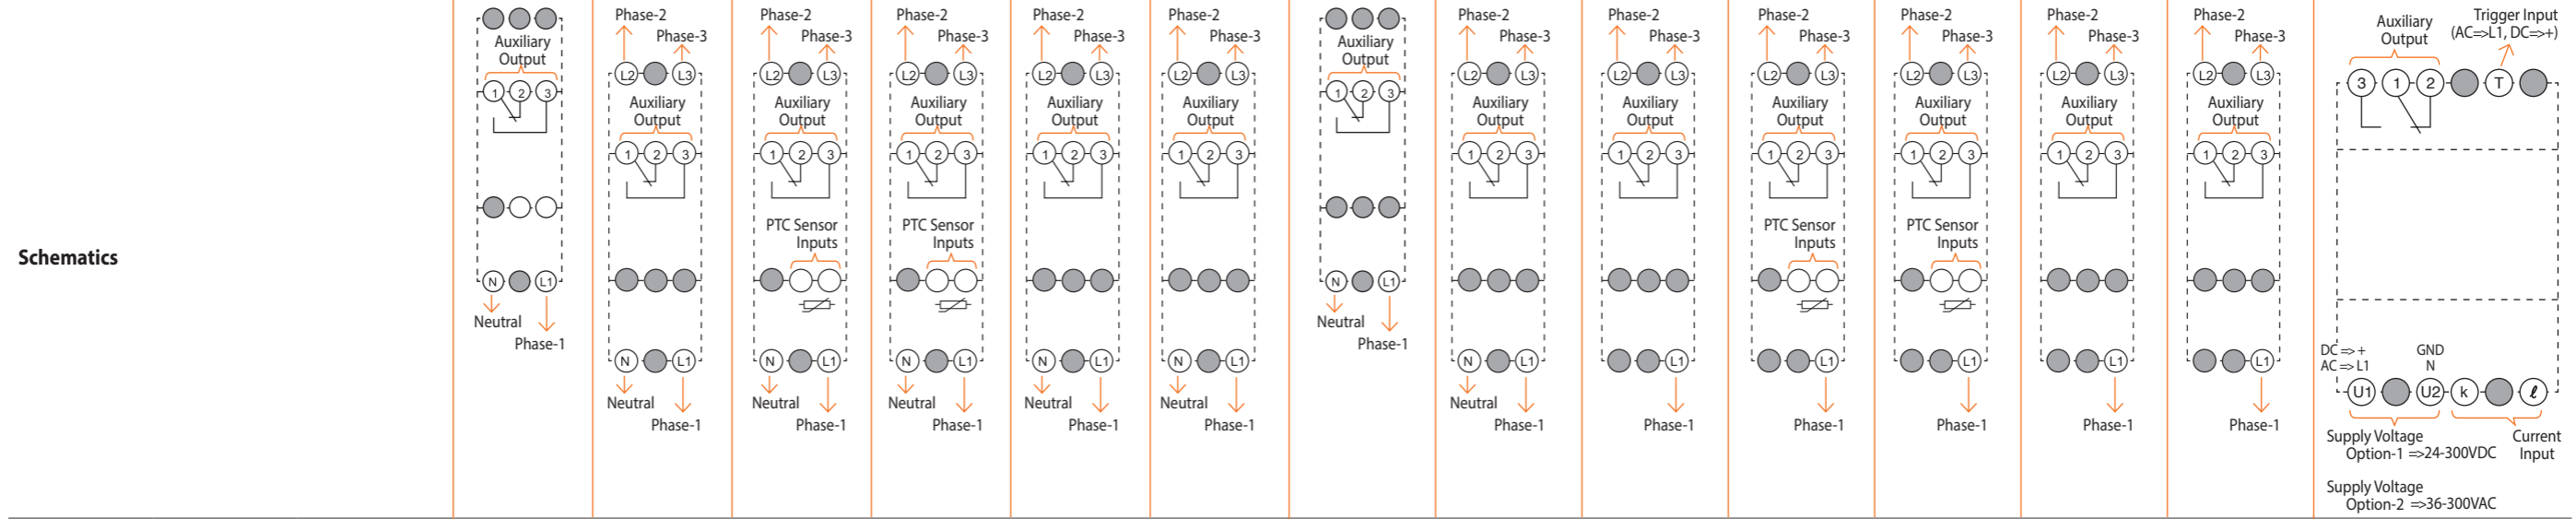 Schematics
Auxiliary
Output
1 2 3
N L1
Neutral
Phase-1
Phase-2
Phase-3
L2 L3
Auxiliary
Output
1 2 3
N L1
Neutral
Phase-1
Phase-2
Phase-3
L2 L3
Auxiliary
Output
1 2 3
PTC Sensor
Inputs
N L1
Neutral
Phase-1
Phase-2
Phase-3
L2 L3
Auxiliary
Output
1 2 3
PTC Sensor
Inputs
N L1
Neutral
Phase-1
Phase-2
Phase-3
L2 L3
Auxiliary
Output
1 2 3
N L1
Neutral
Phase-1
Phase-2
Phase-3
L2 L3
Auxiliary
Output
1 2 3
N L1
Neutral
Phase-1
Auxiliary
Output
1 2 3
N L1
Neutral
Phase-1
Phase-2
Phase-3
L2 L3
Auxiliary
Output
1 2 3
N L1
Neutral
Phase-1
Phase-2
Phase-3
L2 L3
Auxiliary
Output
1 2 3
L1
Phase-1
Phase-2
Phase-3
L2 L3
Auxiliary
Output
1 2 3
PTC Sensor
Inputs
L1
Phase-1
Phase-2
Phase-3
L2 L3
Auxiliary
Output
1 2 3
PTC Sensor
Inputs
L1
Phase-1
Phase-2
Phase-3
L2 L3
Auxiliary
Output
1 2 3
L1
Phase-1
Phase-2
Phase-3
L2 L3
Auxiliary
Output
1 2 3
L1
Phase-1
Auxiliary
Output
Trigger Input
(AC=>L1, DC=>+)
3 1 2 T
DC => +
AC => L1
GND
N
U1 U2 k ℓ
Supply Voltage
Option-1 =>24-300VDC
Current
Input
Supply Voltage
Option-2 =>36-300VAC